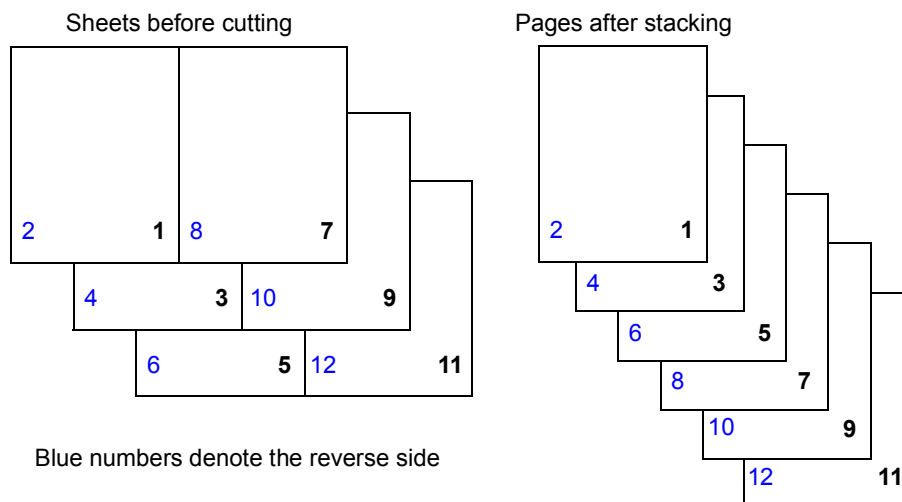 Sheets before cutting
2 1 8 7
4 3 10 9
6 5 12 11
Blue numbers denote the reverse side
Pages after stacking
2 1
4 3
6 5
8 7
10 9
12 11